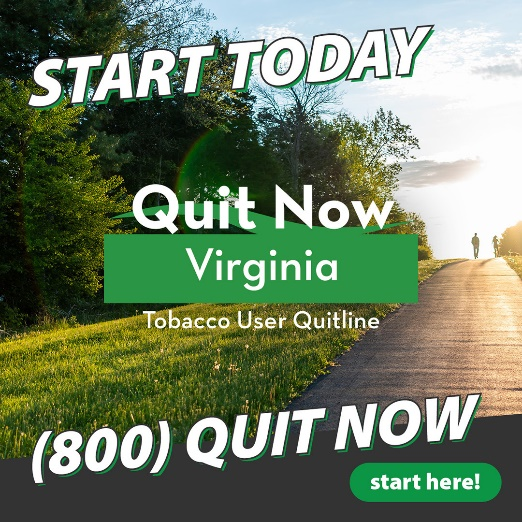 START TODAY
Quit Now
Virginia
Tobacco User Quitline
(800) QUIT NOW
start here!